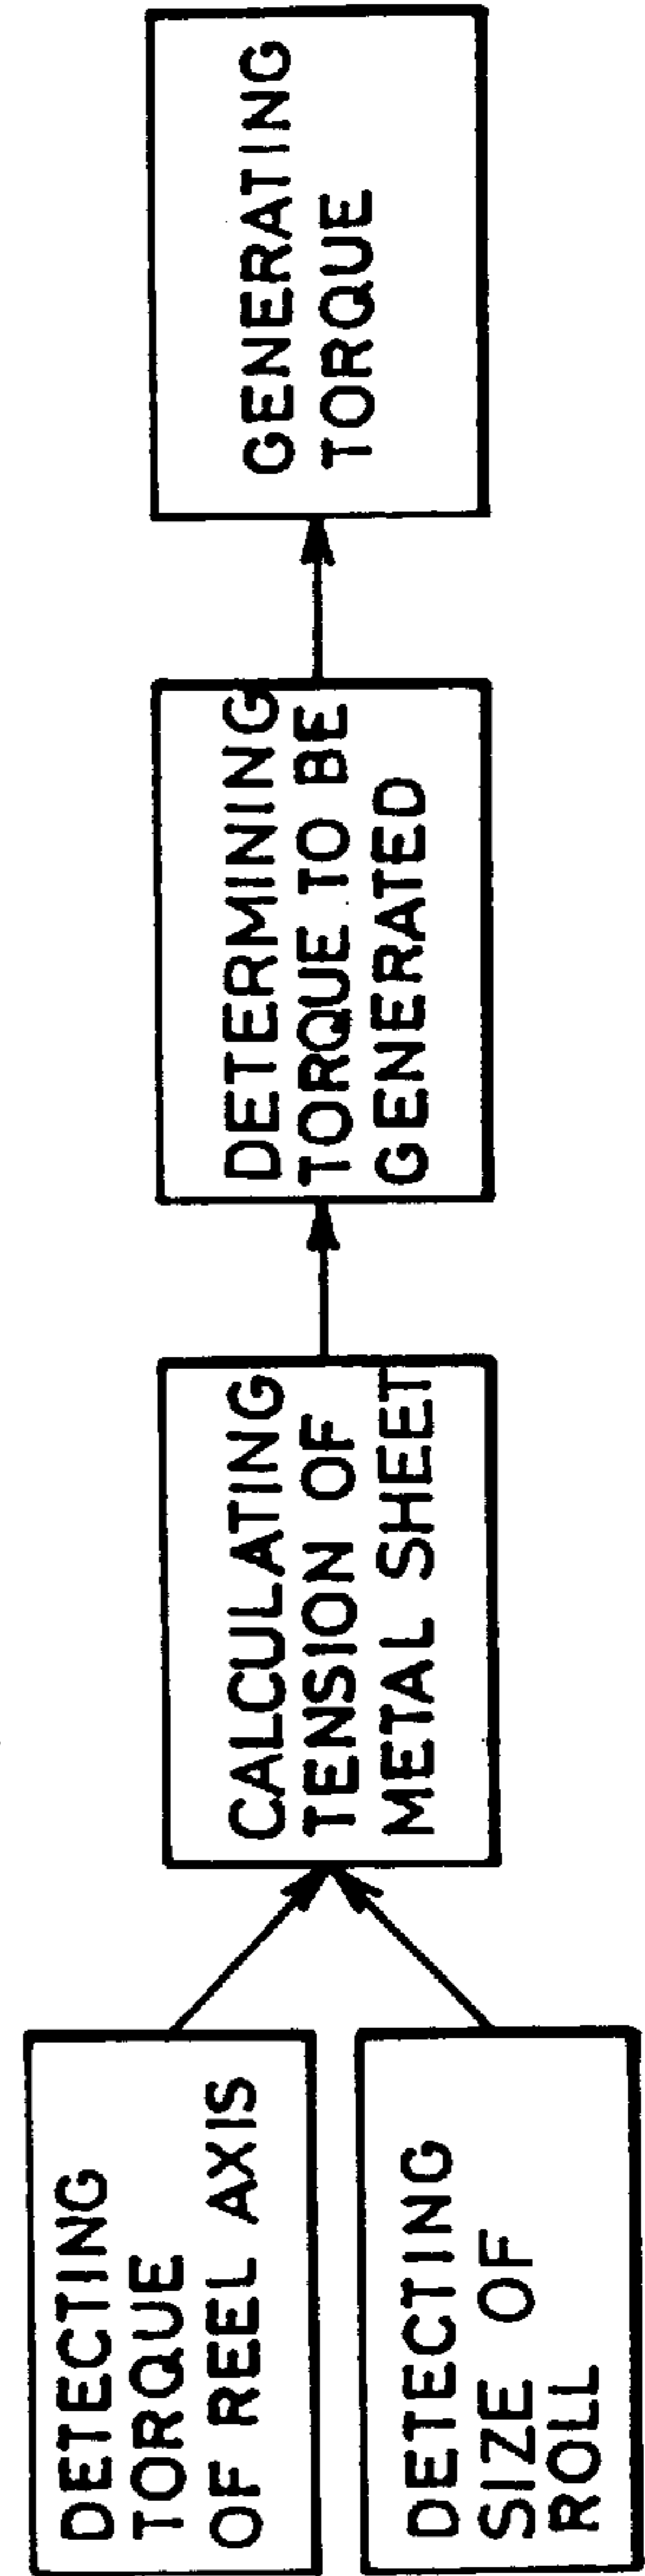 DETECTING
TORQUE
OF REEL AXIS
DETECTING
SIZE OF
ROLL
CALCULATING
TENSION OF
METAL SHEET
DETERMINING
TORQUE TO BE
GENERATED
GENERATING
TORQUE